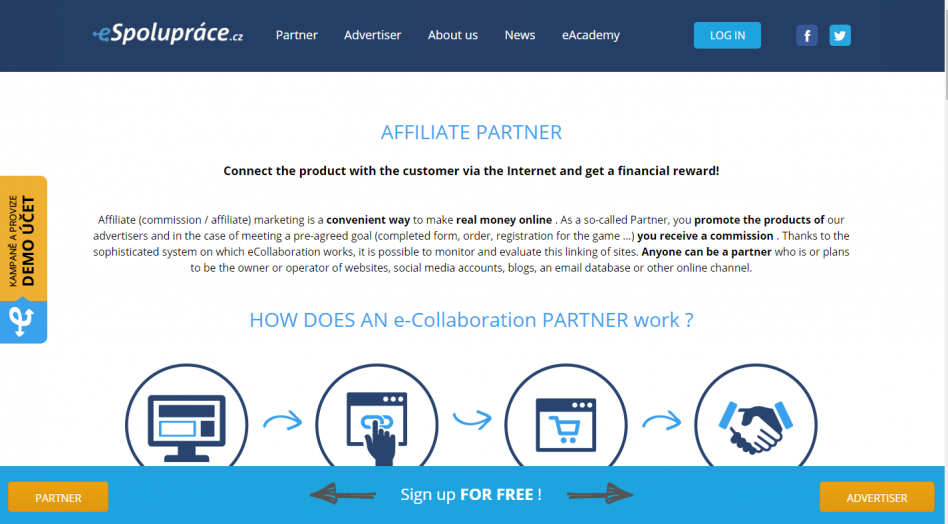 eSpolupráce.cz
Partner
Advertiser
About us
News
eAcademy
LOG IN
AFFILIATE PARTNER
Connect the product with the customer via the Internet and get a financial reward!
Affiliate (commission / affiliate) marketing is a convenient way to make real money online . As a so-called Partner, you promote the products of our
advertisers and in the case of meeting a pre-agreed goal (completed form, order, registration for the game ...) you receive a commission . Thanks to the
sophisticated system on which eCollaboration works, it is possible to monitor and evaluate this linking of sites. Anyone can be a partner who is or plans
to be the owner or operator of websites, social media accounts, blogs, an email database or other online channel.
KAMPANĚ A PROVIZE
DEMO ÚČET
HOW DOES AN e-Collaboration PARTNER work ?
PARTNER
Sign up FOR FREE !
ADVERTISER